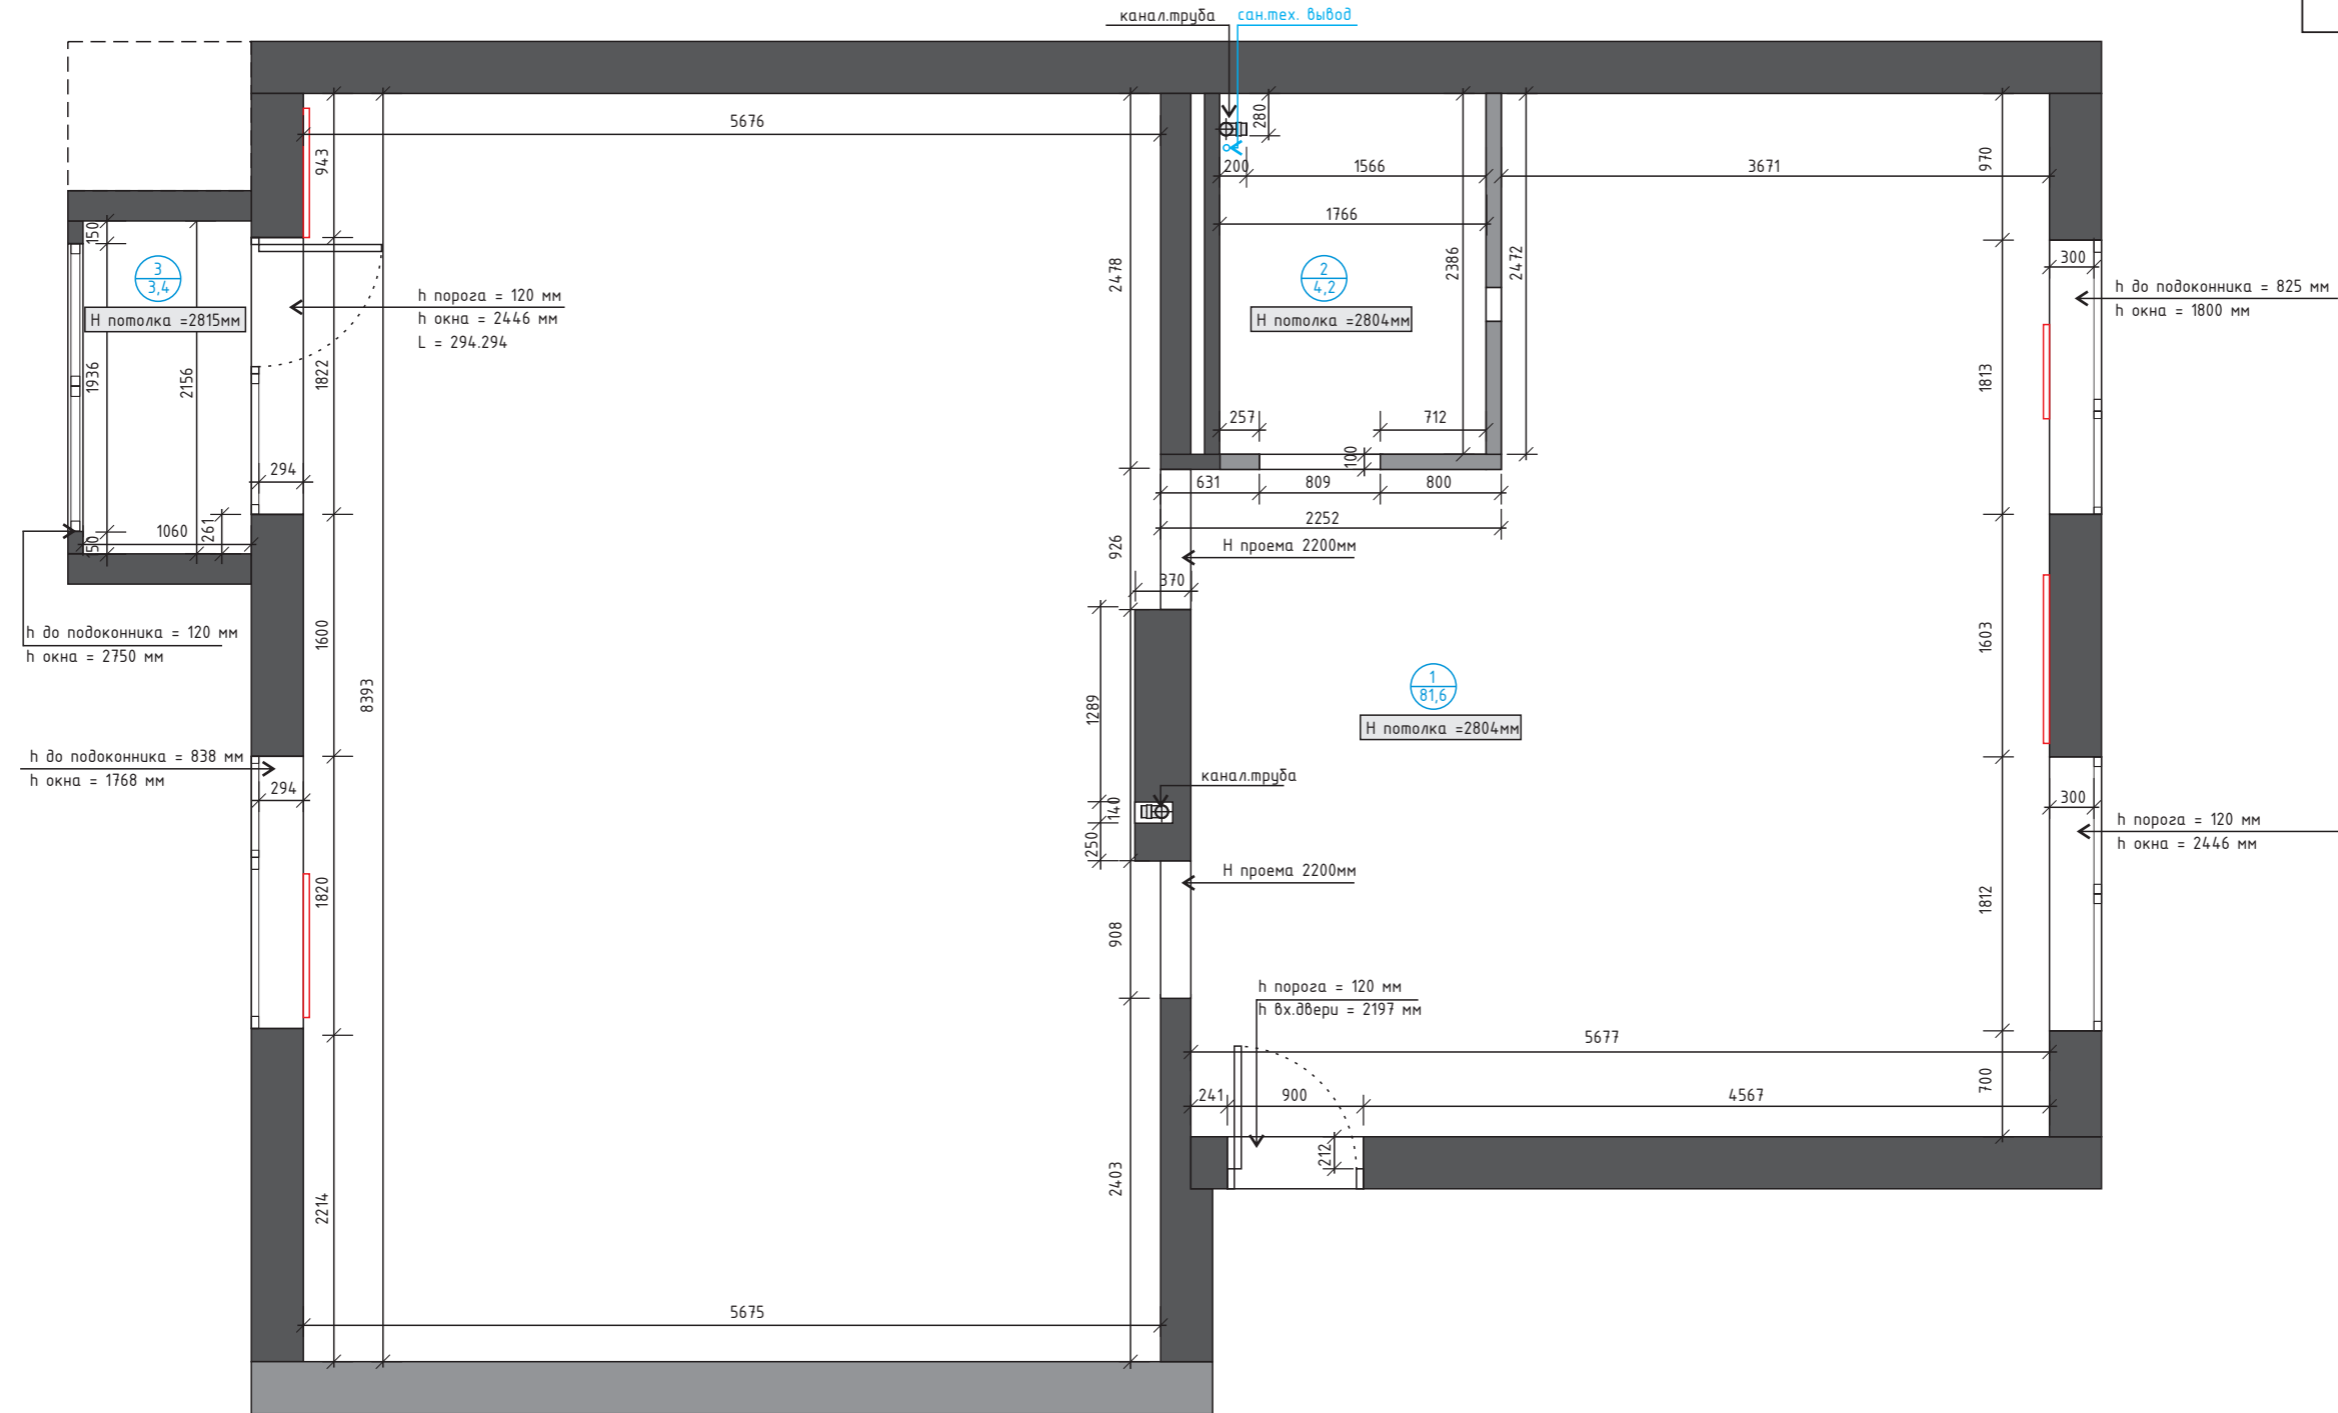 канал.труба
сан.тех. вывод
5676
943
280
200
1566
3671
970
1766
150
3
3,4
H потолка =2815мм
2478
2
4,2
H потолка =2804мм
2386
2472
300
h до подоконника = 825 мм
h окна = 1800 мм
h порога = 120 мм
h окна = 2446 мм
L = 294.294
1936
2156
1822
1813
257
712
100
294
631
809
800
1060
261
150
2252
926
H проема 2200мм
370
h до подоконника = 120 мм
h окна = 2750 мм
1600
8393
1289
1603
1
81,6
H потолка =2804мм
h до подоконника = 838 мм
h окна = 1768 мм
294
канал.труба
140
250
300
h порога = 120 мм
h окна = 2446 мм
1820
H проема 2200мм
908
1812
h порога = 120 мм
h вх.двери = 2197 мм
5677
241
900
4567
700
212
2403
2214
5675